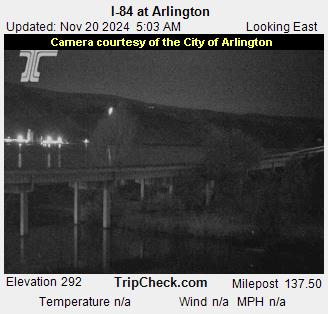 I-84 at Arlington
Updated: Nov 20 2024 5:03 AM Looking East
Camera courtesy of the City of Arlington
Elevation 292 TripCheck.com Milepost 137.50
Temperature n/a Wind n/a MPH n/a